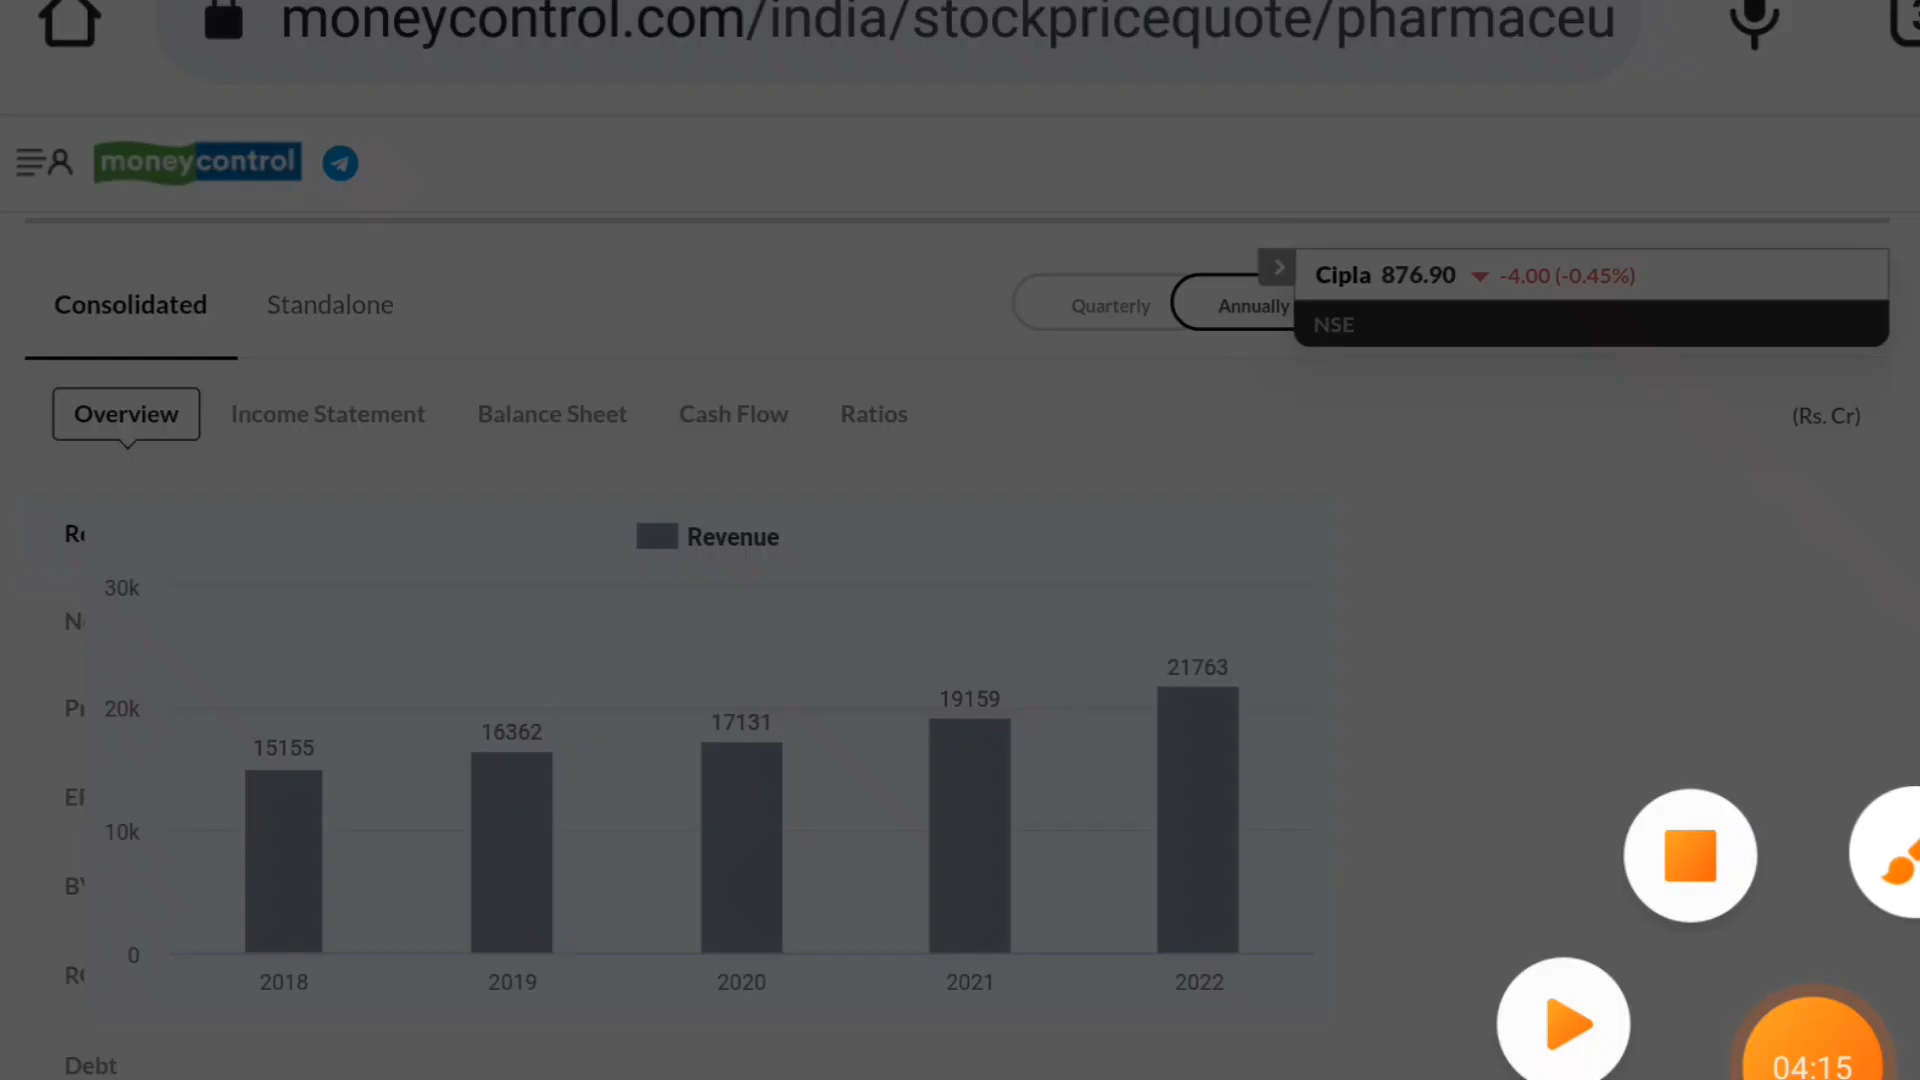 moneycontrol.com/india/stockpricequote/pharmaceu
moneycontrol
Cipla 876.90 -4.00 (-0.45%)
NSE
Consolidated Standalone Quarterly Annually
Overview Income Statement Balance Sheet Cash Flow Ratios (Rs. Cr)
Revenue
30k
20k
10k
0
15155
16362
17131
19159
21763
2018 2019 2020 2021 2022
Debt
04:15